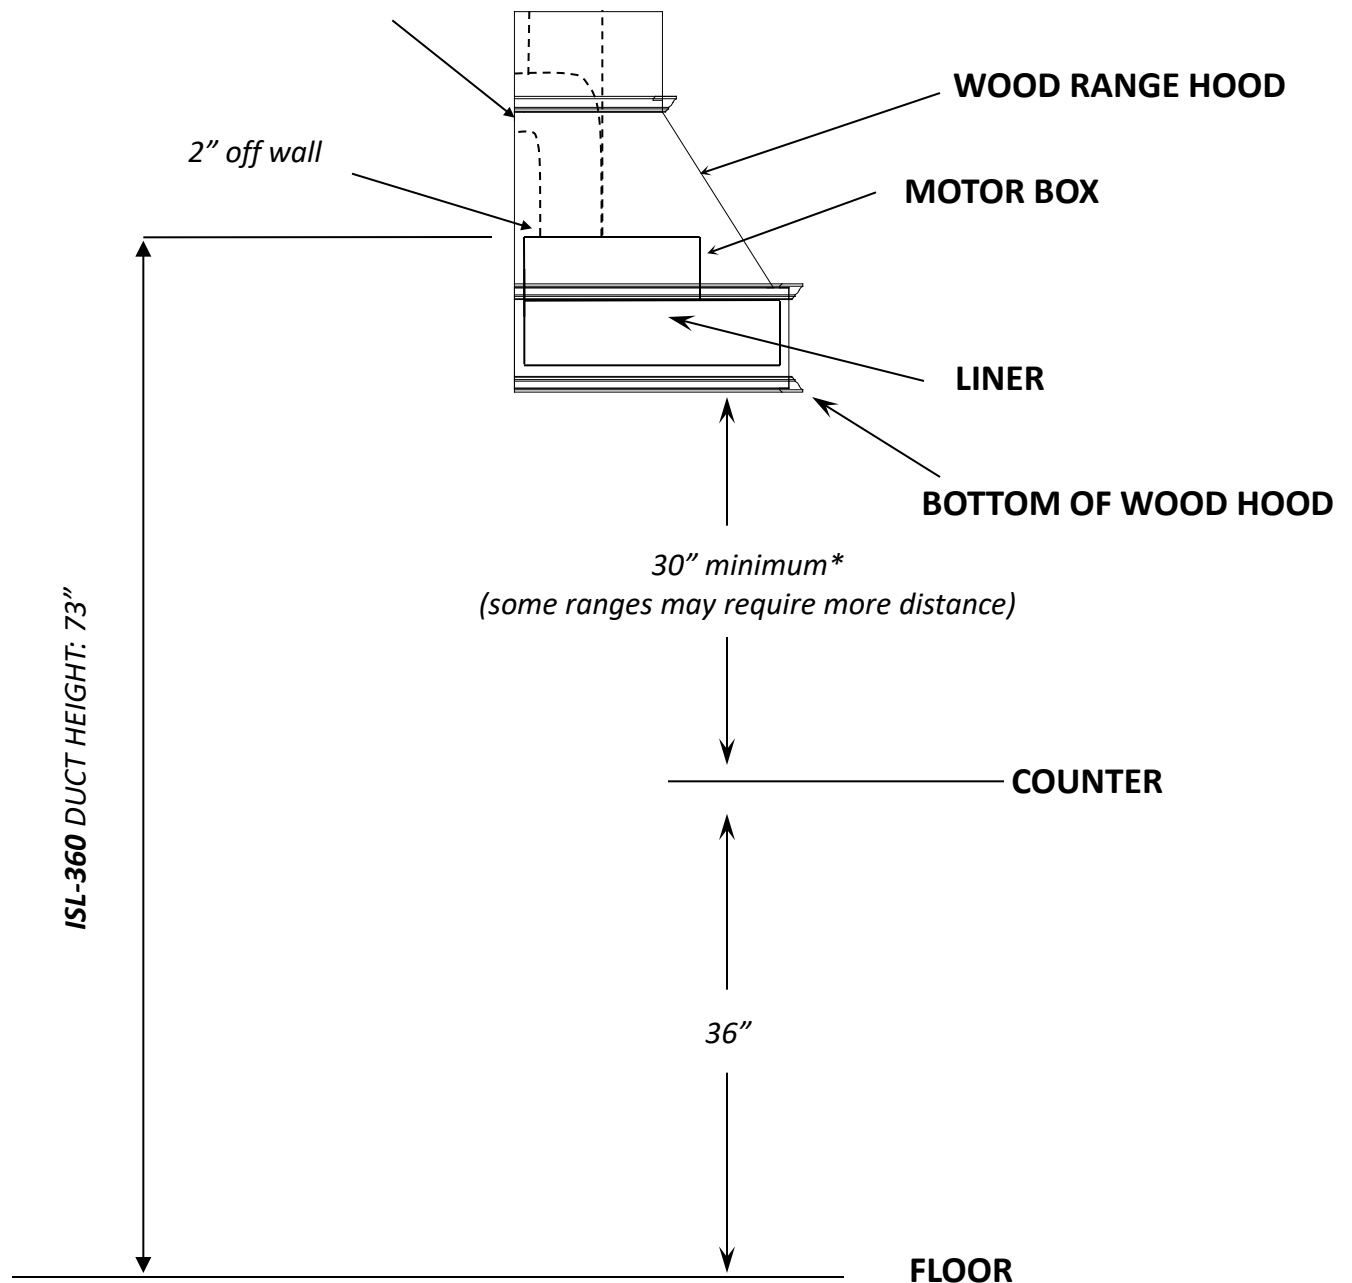 WOOD RANGE HOOD
2” off wall
MOTOR BOX
LINER
BOTTOM OF WOOD HOOD
30” minimum*
(some ranges may require more distance)
ISL-360 DUCT HEIGHT: 73”
COUNTER
36”
FLOOR